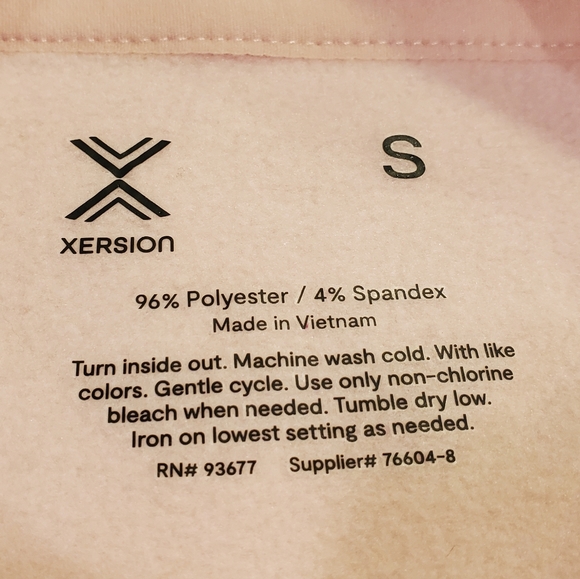 XERSION
S
96% Polyester / 4% Spandex
Made in Vietnam
Turn inside out. Machine wash cold. With like
colors. Gentle cycle. Use only non-chlorine
bleach when needed. Tumble dry low.
Iron on lowest setting as needed.
RN# 93677 Supplier# 76604-8